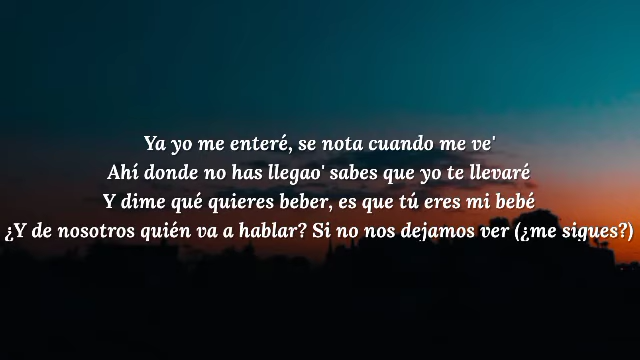 Ya yo me enteré, se nota cuando me ve'
Ahí donde no has llegao' sabes que yo te llevaré
Y dime qué quieres beber, es que tú eres mi bebé
¿Y de nosotros quién va a hablar? Si no nos dejamos ver (¿me sigues?)